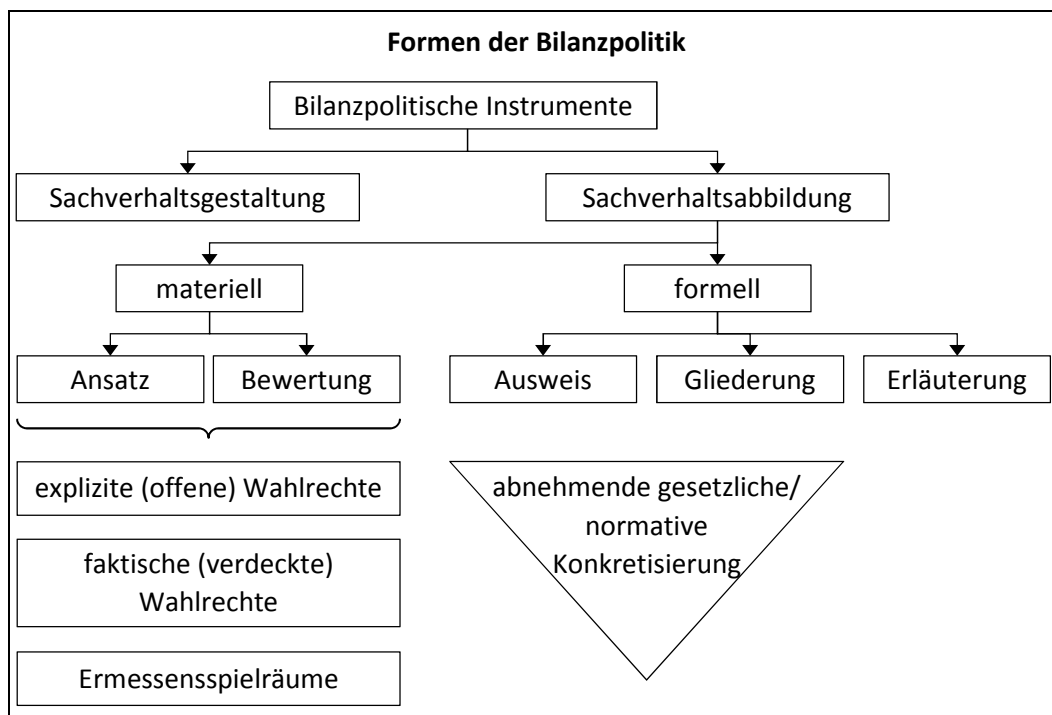 Formen der Bilanzpolitik
Bilanzpolitische Instrumente
Sachverhaltsgestaltung
Sachverhaltsabbildung
materiell
formell
Ansatz
Bewertung
Ausweis
Gliederung
Erläuterung
explizite (offene) Wahlrechte
faktische (verdeckte)
Wahlrechte
Ermessensspielräume
abnehmende gesetzliche/
normative
Konkretisierung